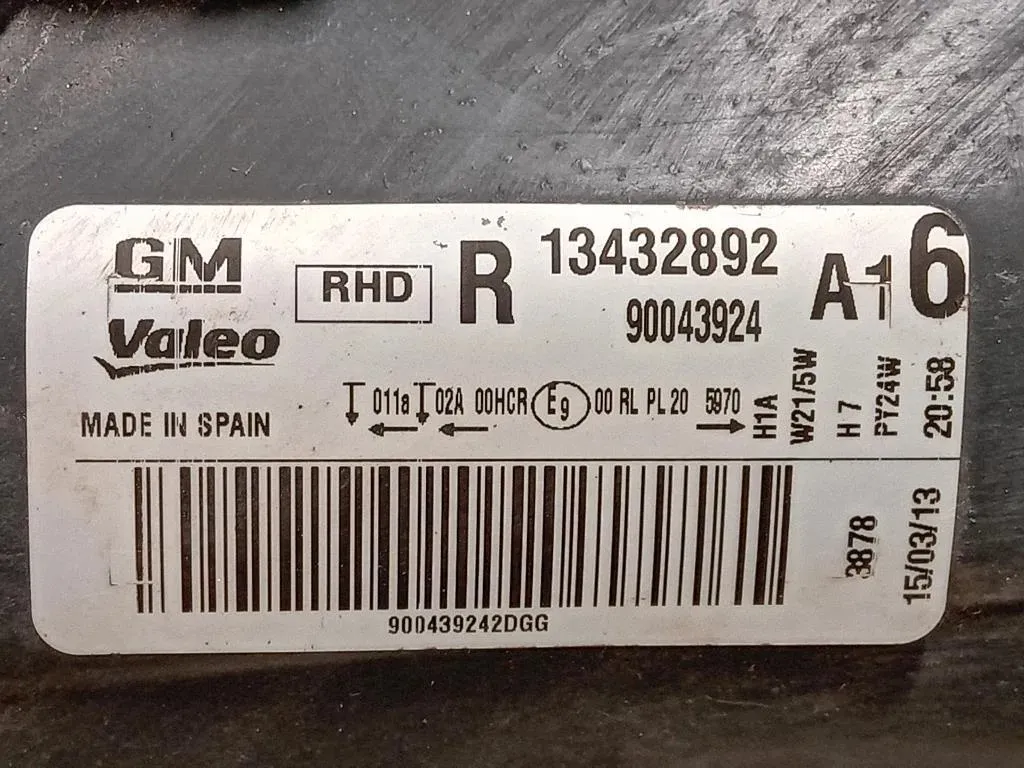 GM
Valeo
RHD
R
13432892
90043924
A1
6
MADE IN SPAIN
011a 02A 00HCR E9 00 RL PL 20 5970
H1A
W21/5W
H7
PY24W
20:58
3878
15/03/13
900439242DGG